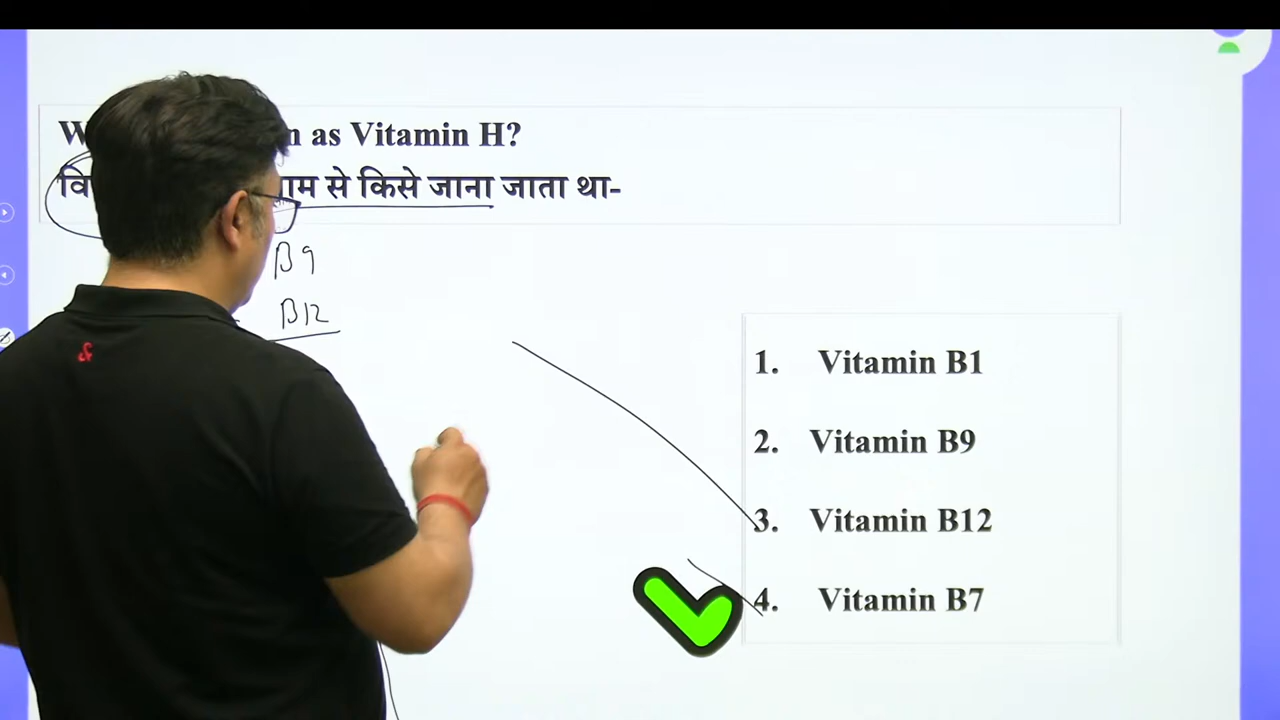 as Vitamin H?
से किसे जाना जाता था-
B9
B12
1. Vitamin B1
2. Vitamin B9
3. Vitamin B12
4. Vitamin B7